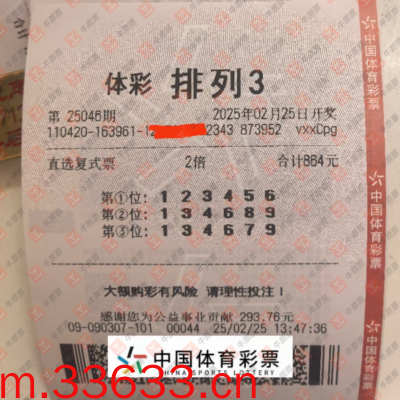 体彩 排列3
第 25046期 2025年02月25日开奖
110420-163961-1 2343 873952 vxxCpg
直选复式票 2倍 合计864元
第①位: 1 2 3 4 5 6
第②位: 1 3 4 6 8 9
第③位: 1 3 4 6 7 9
大额购彩有风险 请理性投注！
感谢您为公益事业贡献 293.76元
09-090307-101 00044 25/02/25 13:47:36
中国体育彩票
CHINA SPORTS LOTTERY
m.33633.cn
中国体育彩票
中国体育彩票